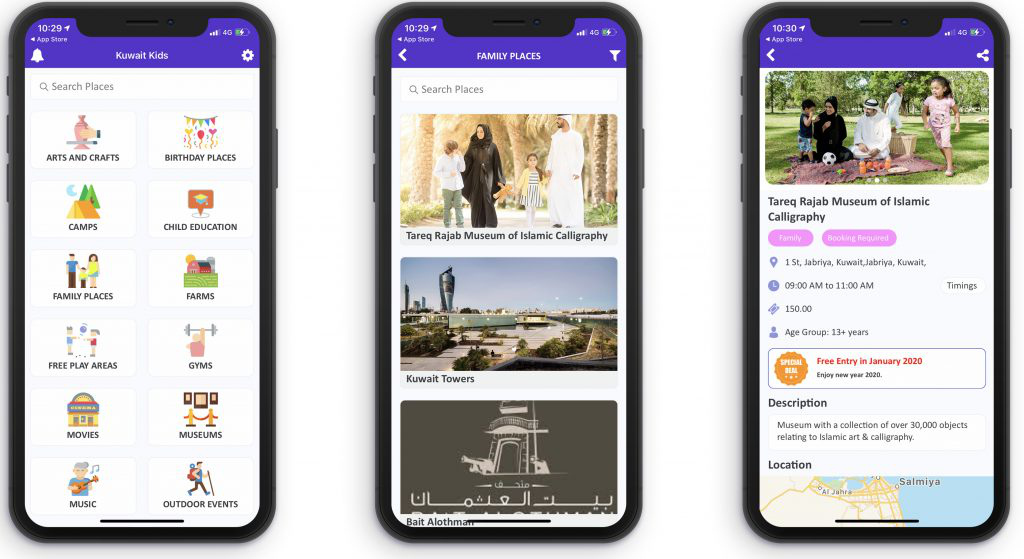 10:29
4G
App Store
Kuwait Kids
Search Places
ARTS AND CRAFTS
BIRTHDAY PLACES
CAMPS
CHILD EDUCATION
FAMILY PLACES
FARMS
FREE PLAY AREAS
GYMS
CINEMA
MOVIES
MUSEUMS
MUSIC
OUTDOOR EVENTS
10:29
4G
App Store
FAMILY PLACES
Search Places
Tareq Rajab Museum of Islamic Calligraphy
Kuwait Towers
متحف
بيت العثمان
BAIT ALOTHMAN
Bait Alothman
10:30
4G
App Store
Tareq Rajab Museum of Islamic
Calligraphy
Family
Booking Required
1 St, Jabriya, Kuwait,Jabriya, Kuwait,
09:00 AM to 11:00 AM
Timings
150.00
Age Group: 13+ years
SPECIAL
DEAL
Free Entry in January 2020
Enjoy new year 2020.
Description
Museum with a collection of over 30,000 objects
relating to Islamic art & calligraphy.
Location
Al Jahra
Salmiya